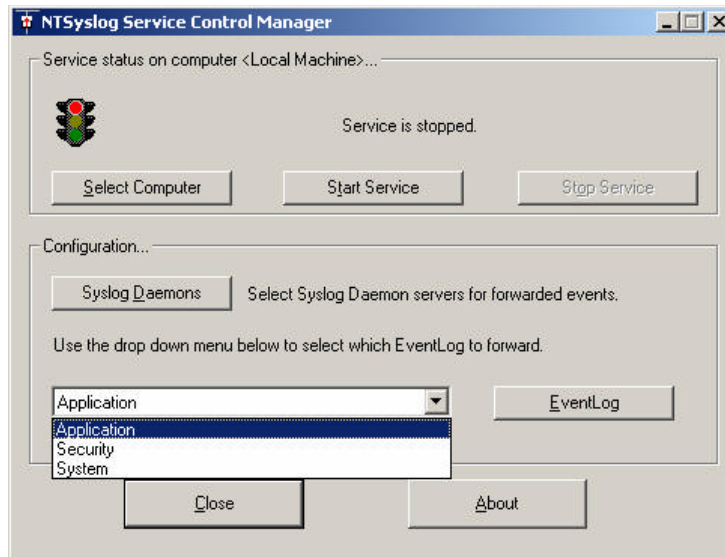 NTSyslog Service Control Manager
Service status on computer <Local Machine>...
Service is stopped.
Select Computer
Start Service
Stop Service
Configuration...
Syslog Daemons
Select Syslog Daemon servers for forwarded events.
Use the drop down menu below to select which EventLog to forward.
Application
EventLog
Application
Security
System
Close
About